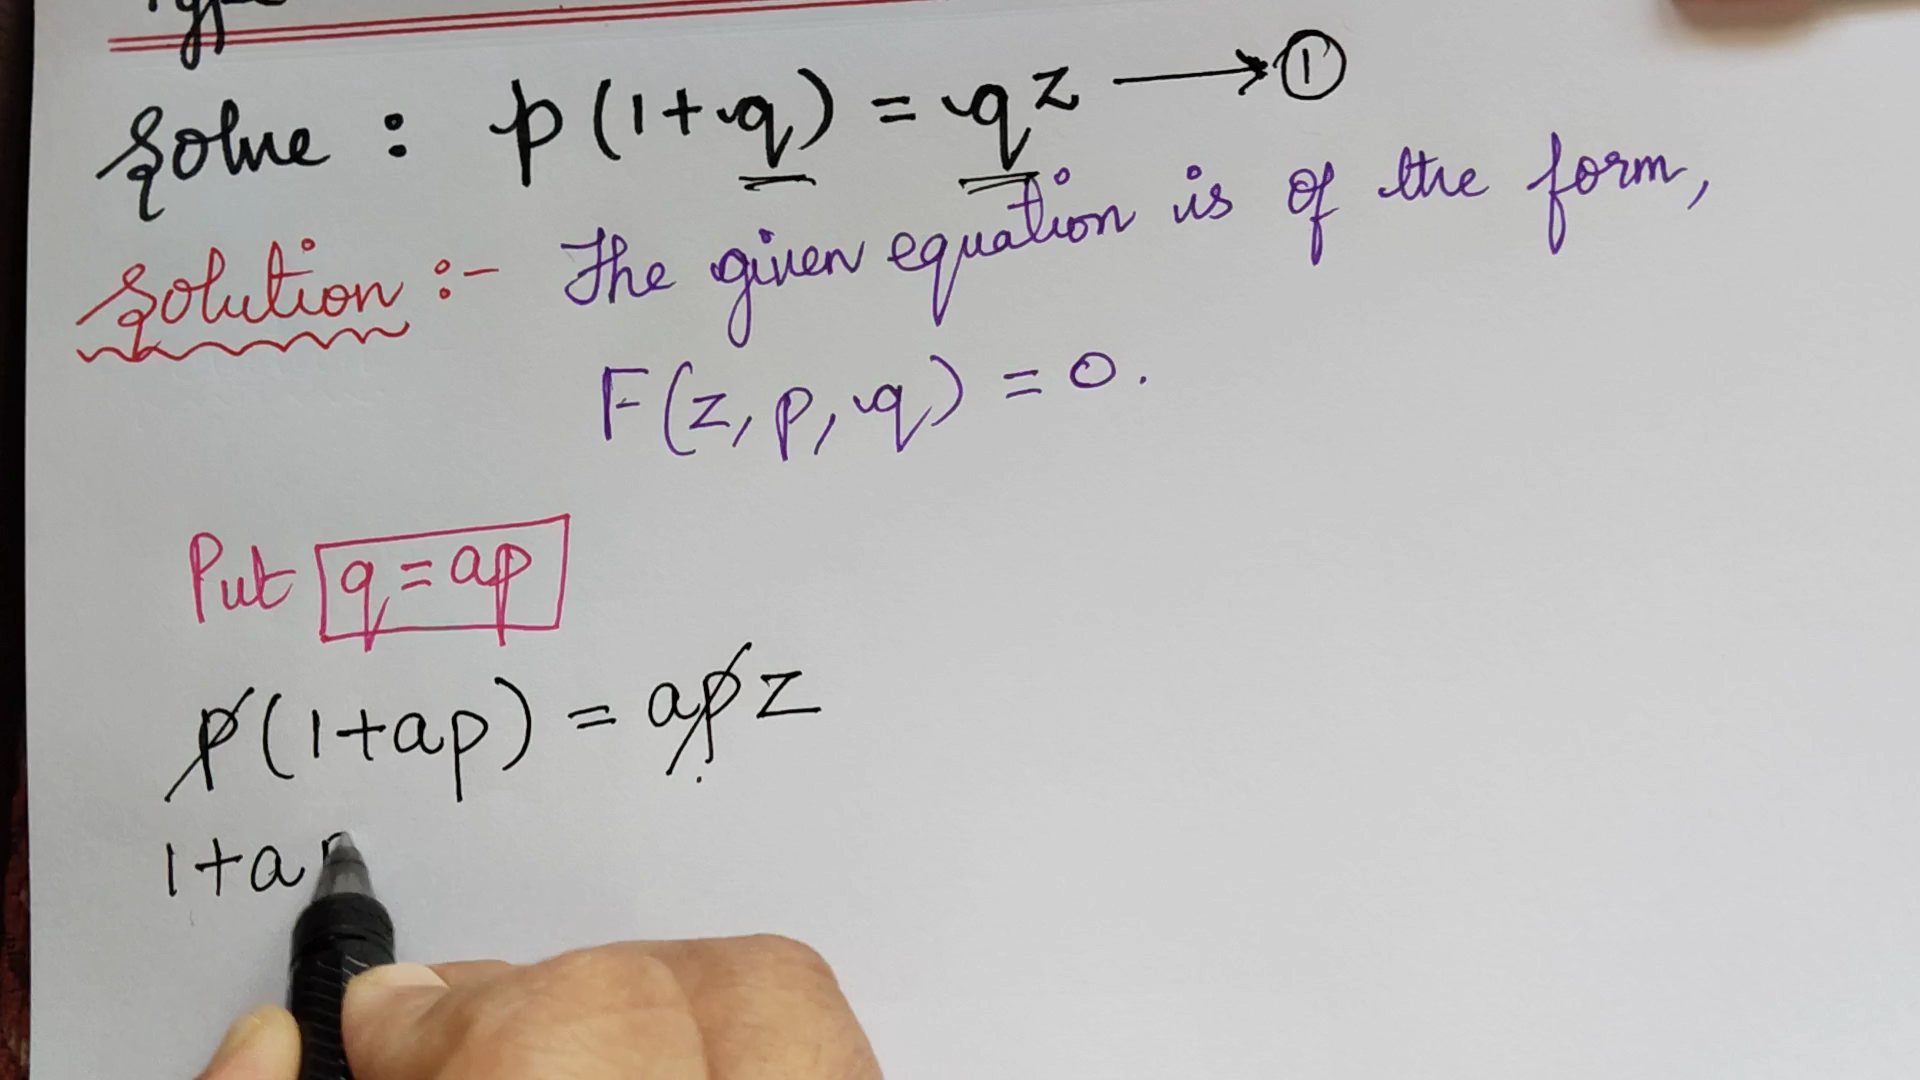 Solve : p(1+q) = qz → ①
Solution :- The given equation is of the form,
F(z, p, q) = 0.
Put q = ap
p(1+ap) = apz
1+a